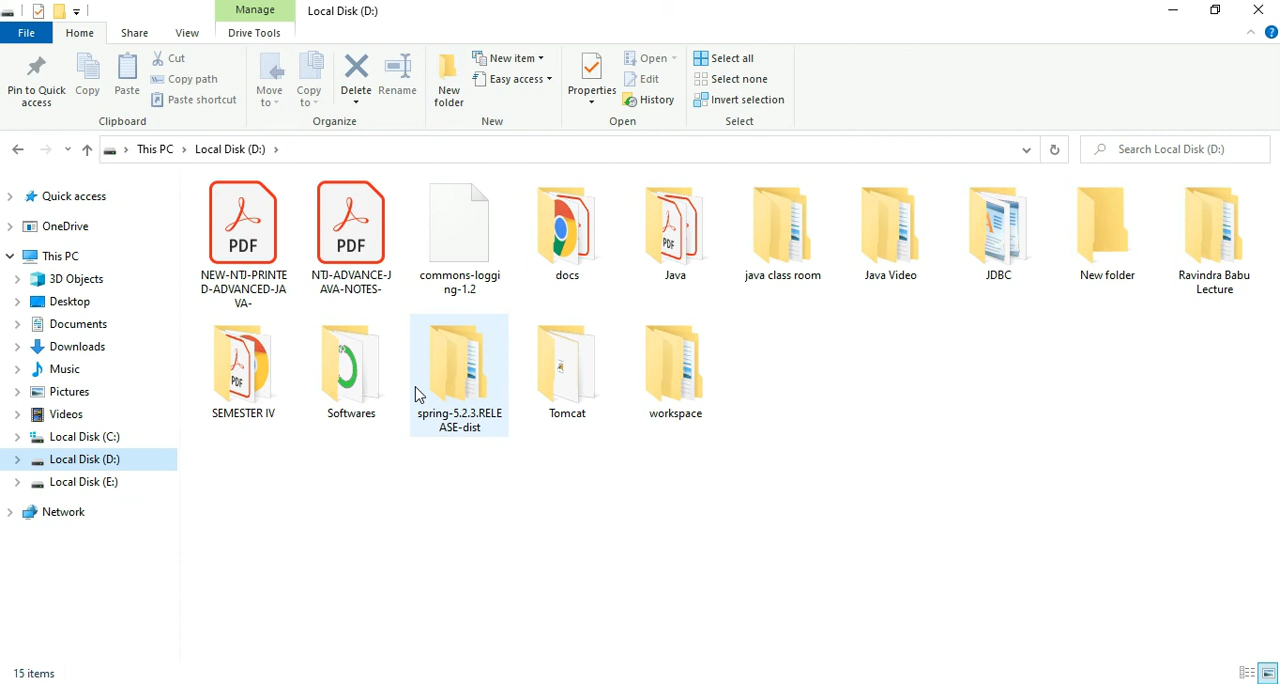 Manage
Local Disk (D:)
File
Home
Share
View
Drive Tools
Pin to Quick access
Copy
Paste
Cut
Copy path
Paste shortcut
Clipboard
Move to
Copy to
Delete
Rename
Organize
New folder
New item
Easy access
New
Properties
Open
Edit
History
Open
Select all
Select none
Invert selection
Select
This PC
Local Disk (D:)
Search Local Disk (D:)
Quick access
OneDrive
This PC
3D Objects
Desktop
Documents
Downloads
Music
Pictures
Videos
Local Disk (C:)
Local Disk (D:)
Local Disk (E:)
Network
PDF
NEW-NTJ-PRINTE
D-ADVANCED-JA
VA-
PDF
NTJ-ADVANCE-J
AVA-NOTES-
commons-loggi
ng-1.2
docs
PDF
Java
java class room
Java Video
JDBC
New folder
Ravindra Babu
Lecture
PDF
SEMESTER IV
Softwares
spring-5.2.3.RELE
ASE-dist
Tomcat
workspace
15 items